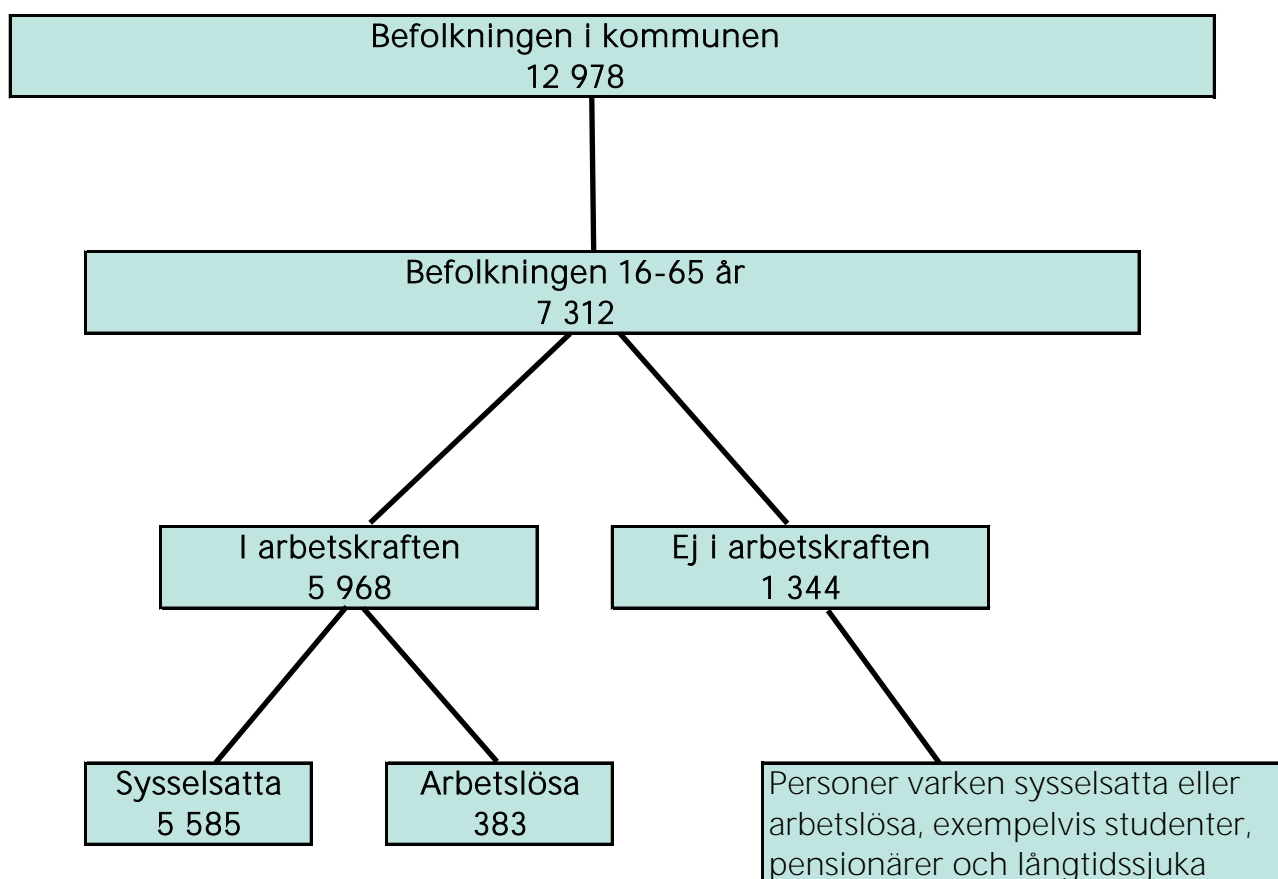 Befolkningen i kommunen
12 978
Befolkningen 16-65 år
7 312
I arbetskraften
5 968
Ej i arbetskraften
1 344
Sysselsatta
5 585
Arbetslösa
383
Personer varken sysselsatta eller
arbetslösa, exempelvis studenter,
pensionärer och långtidssjuka